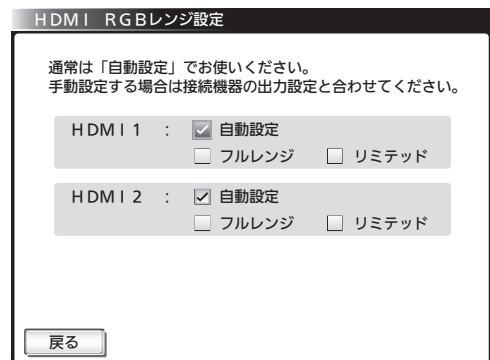 HDMI RGBレンジ設定
通常は「自動設定」でお使いください。
手動設定する場合は接続機器の出力設定と合わせてください。
HDMI1 : 自動設定
フルレンジ リミテッド
HDMI2 : 自動設定
フルレンジ リミテッド
戻る